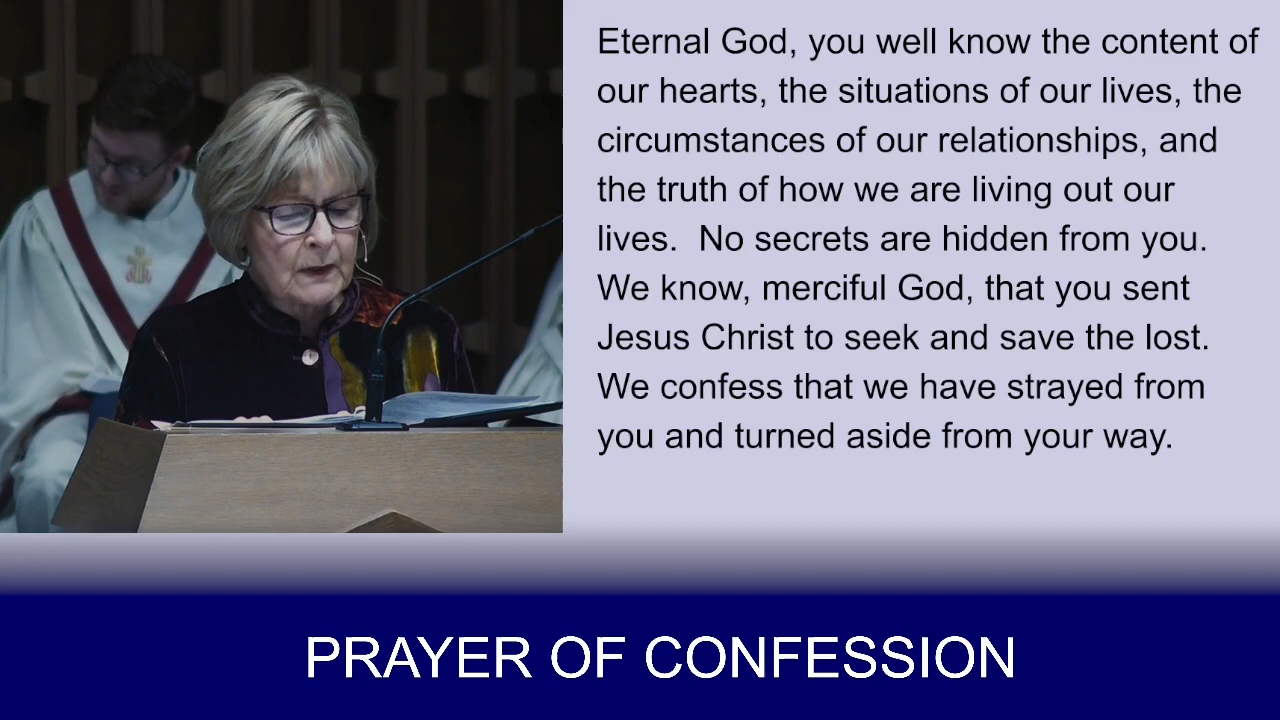 Eternal God, you well know the content of
our hearts, the situations of our lives, the
circumstances of our relationships, and
the truth of how we are living out our
lives.  No secrets are hidden from you.
We know, merciful God, that you sent
Jesus Christ to seek and save the lost.
We confess that we have strayed from
you and turned aside from your way.
PRAYER OF CONFESSION